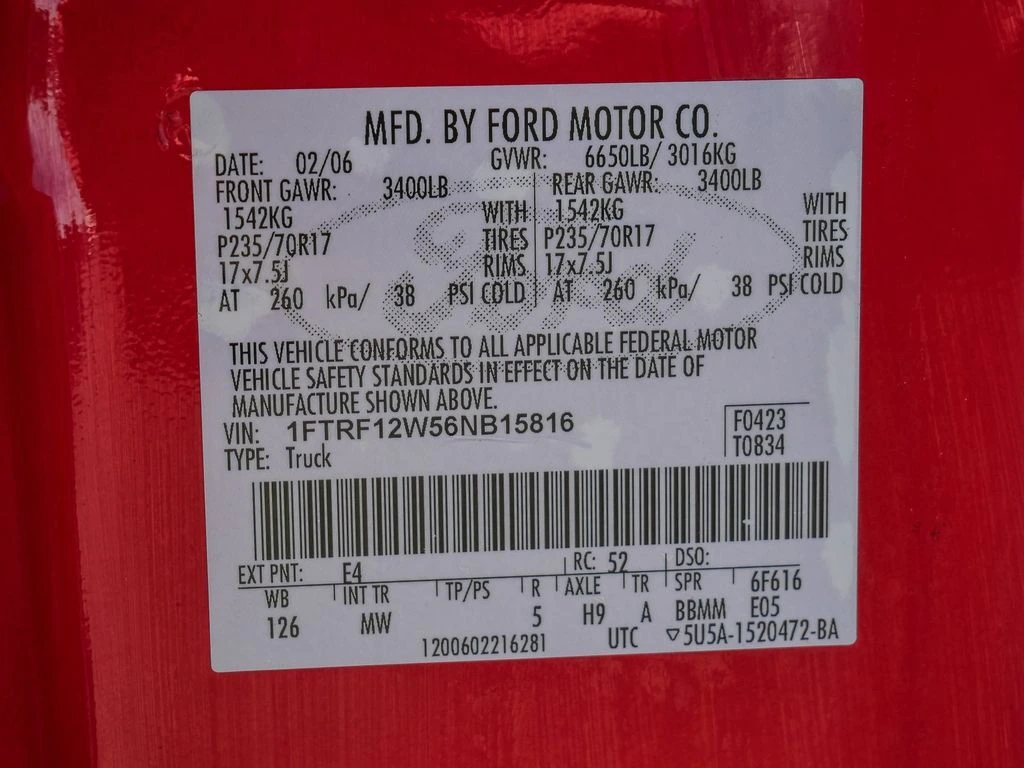 MFD. BY FORD MOTOR CO.
DATE: 02/06 GVWR: 6650LB/ 3016KG
FRONT GAWR: 3400LB REAR GAWR: 3400LB
1542KG WITH 1542KG WITH
P235/70R17 TIRES P235/70R17 TIRES
17x7.5J RIMS 17x7.5J RIMS
AT 260 kPa/ 38 PSI COLD AT 260 kPa/ 38 PSI COLD
Ford
THIS VEHICLE CONFORMS TO ALL APPLICABLE FEDERAL MOTOR
VEHICLE SAFETY STANDARDS IN EFFECT ON THE DATE OF
MANUFACTURE SHOWN ABOVE.
VIN: 1FTRF12W56NB15816 F0423
TYPE: Truck T0834
EXT PNT: E4 RC: 52 DSO:
WB INT TR TP/PS R AXLE TR SPR 6F616
126 MW 5 H9 A BBMM E05
1200602216281 UTC ▽5U5A-1520472-BA